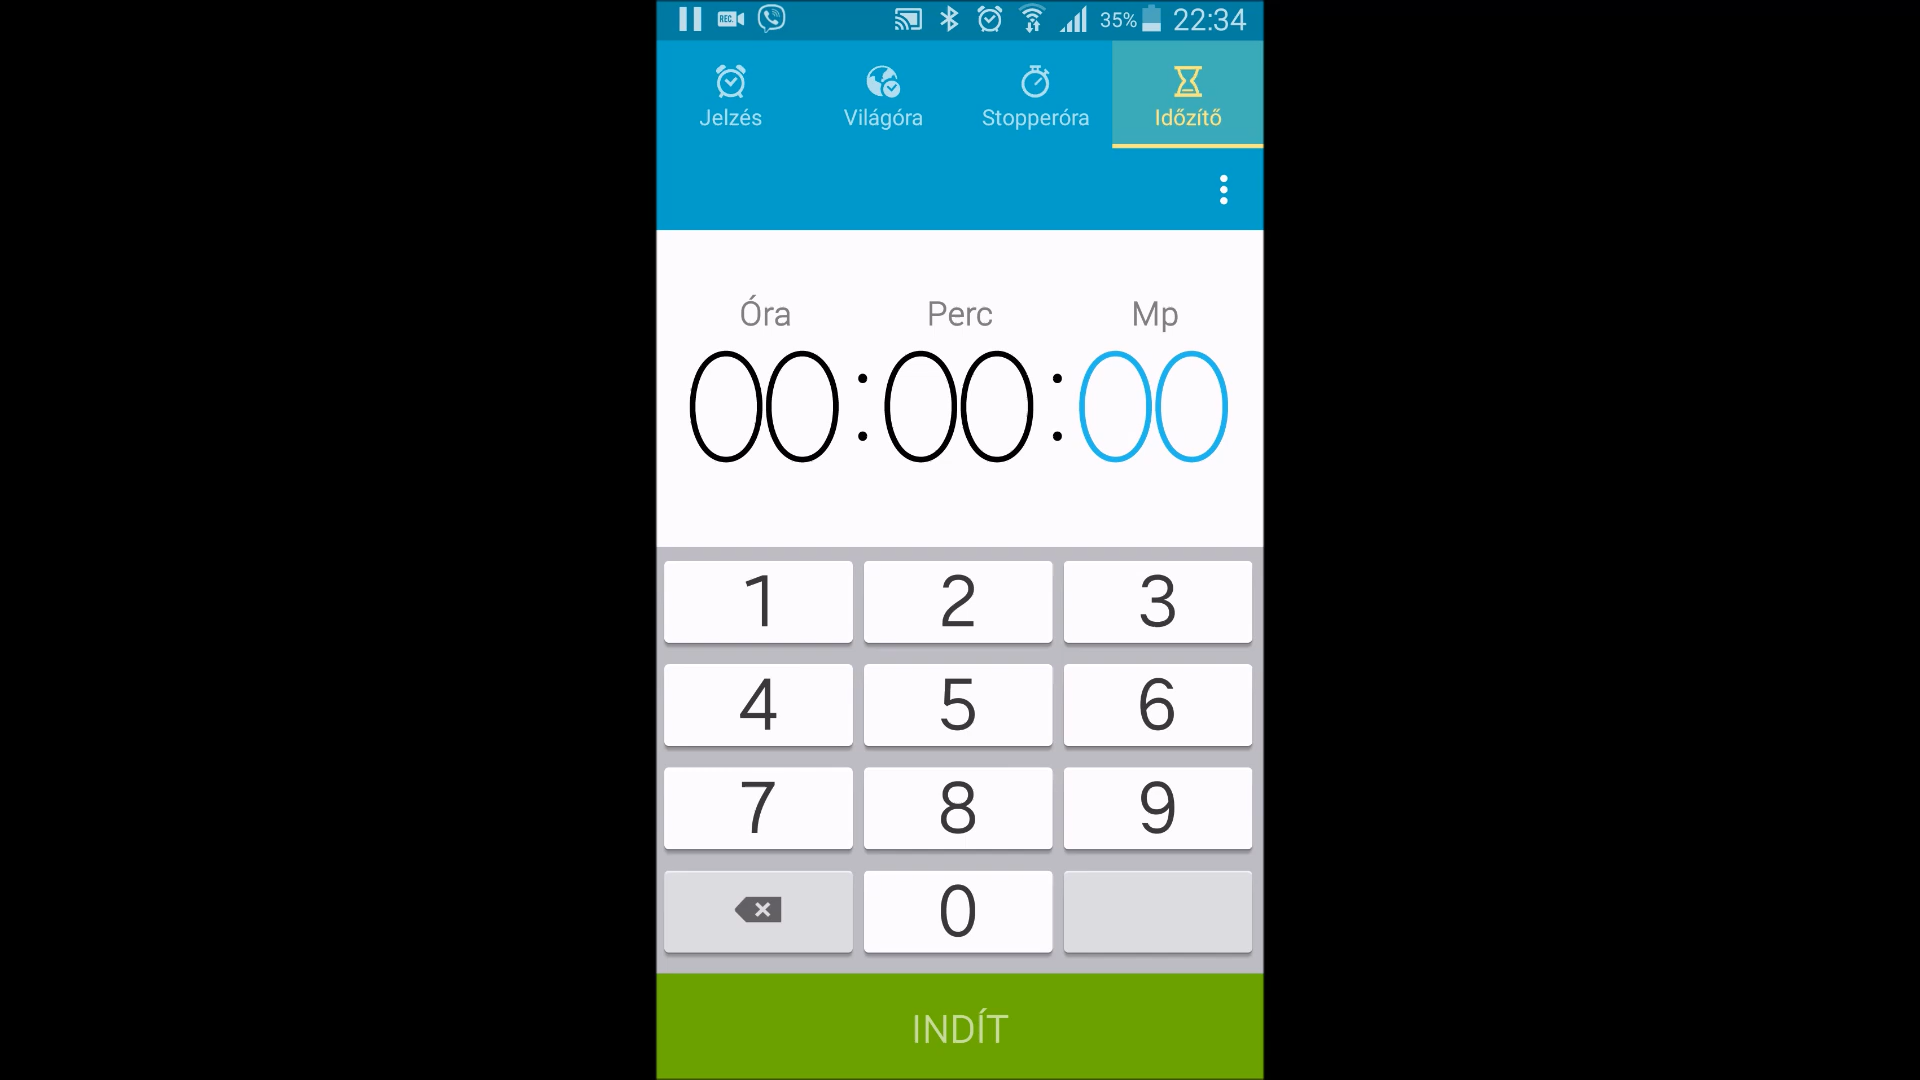 REC. 35% 22:34
Jelzés Világóra Stopperóra Időzítő
Óra Perc Mp
00:00:00
1 2 3
4 5 6
7 8 9
0
INDÍT